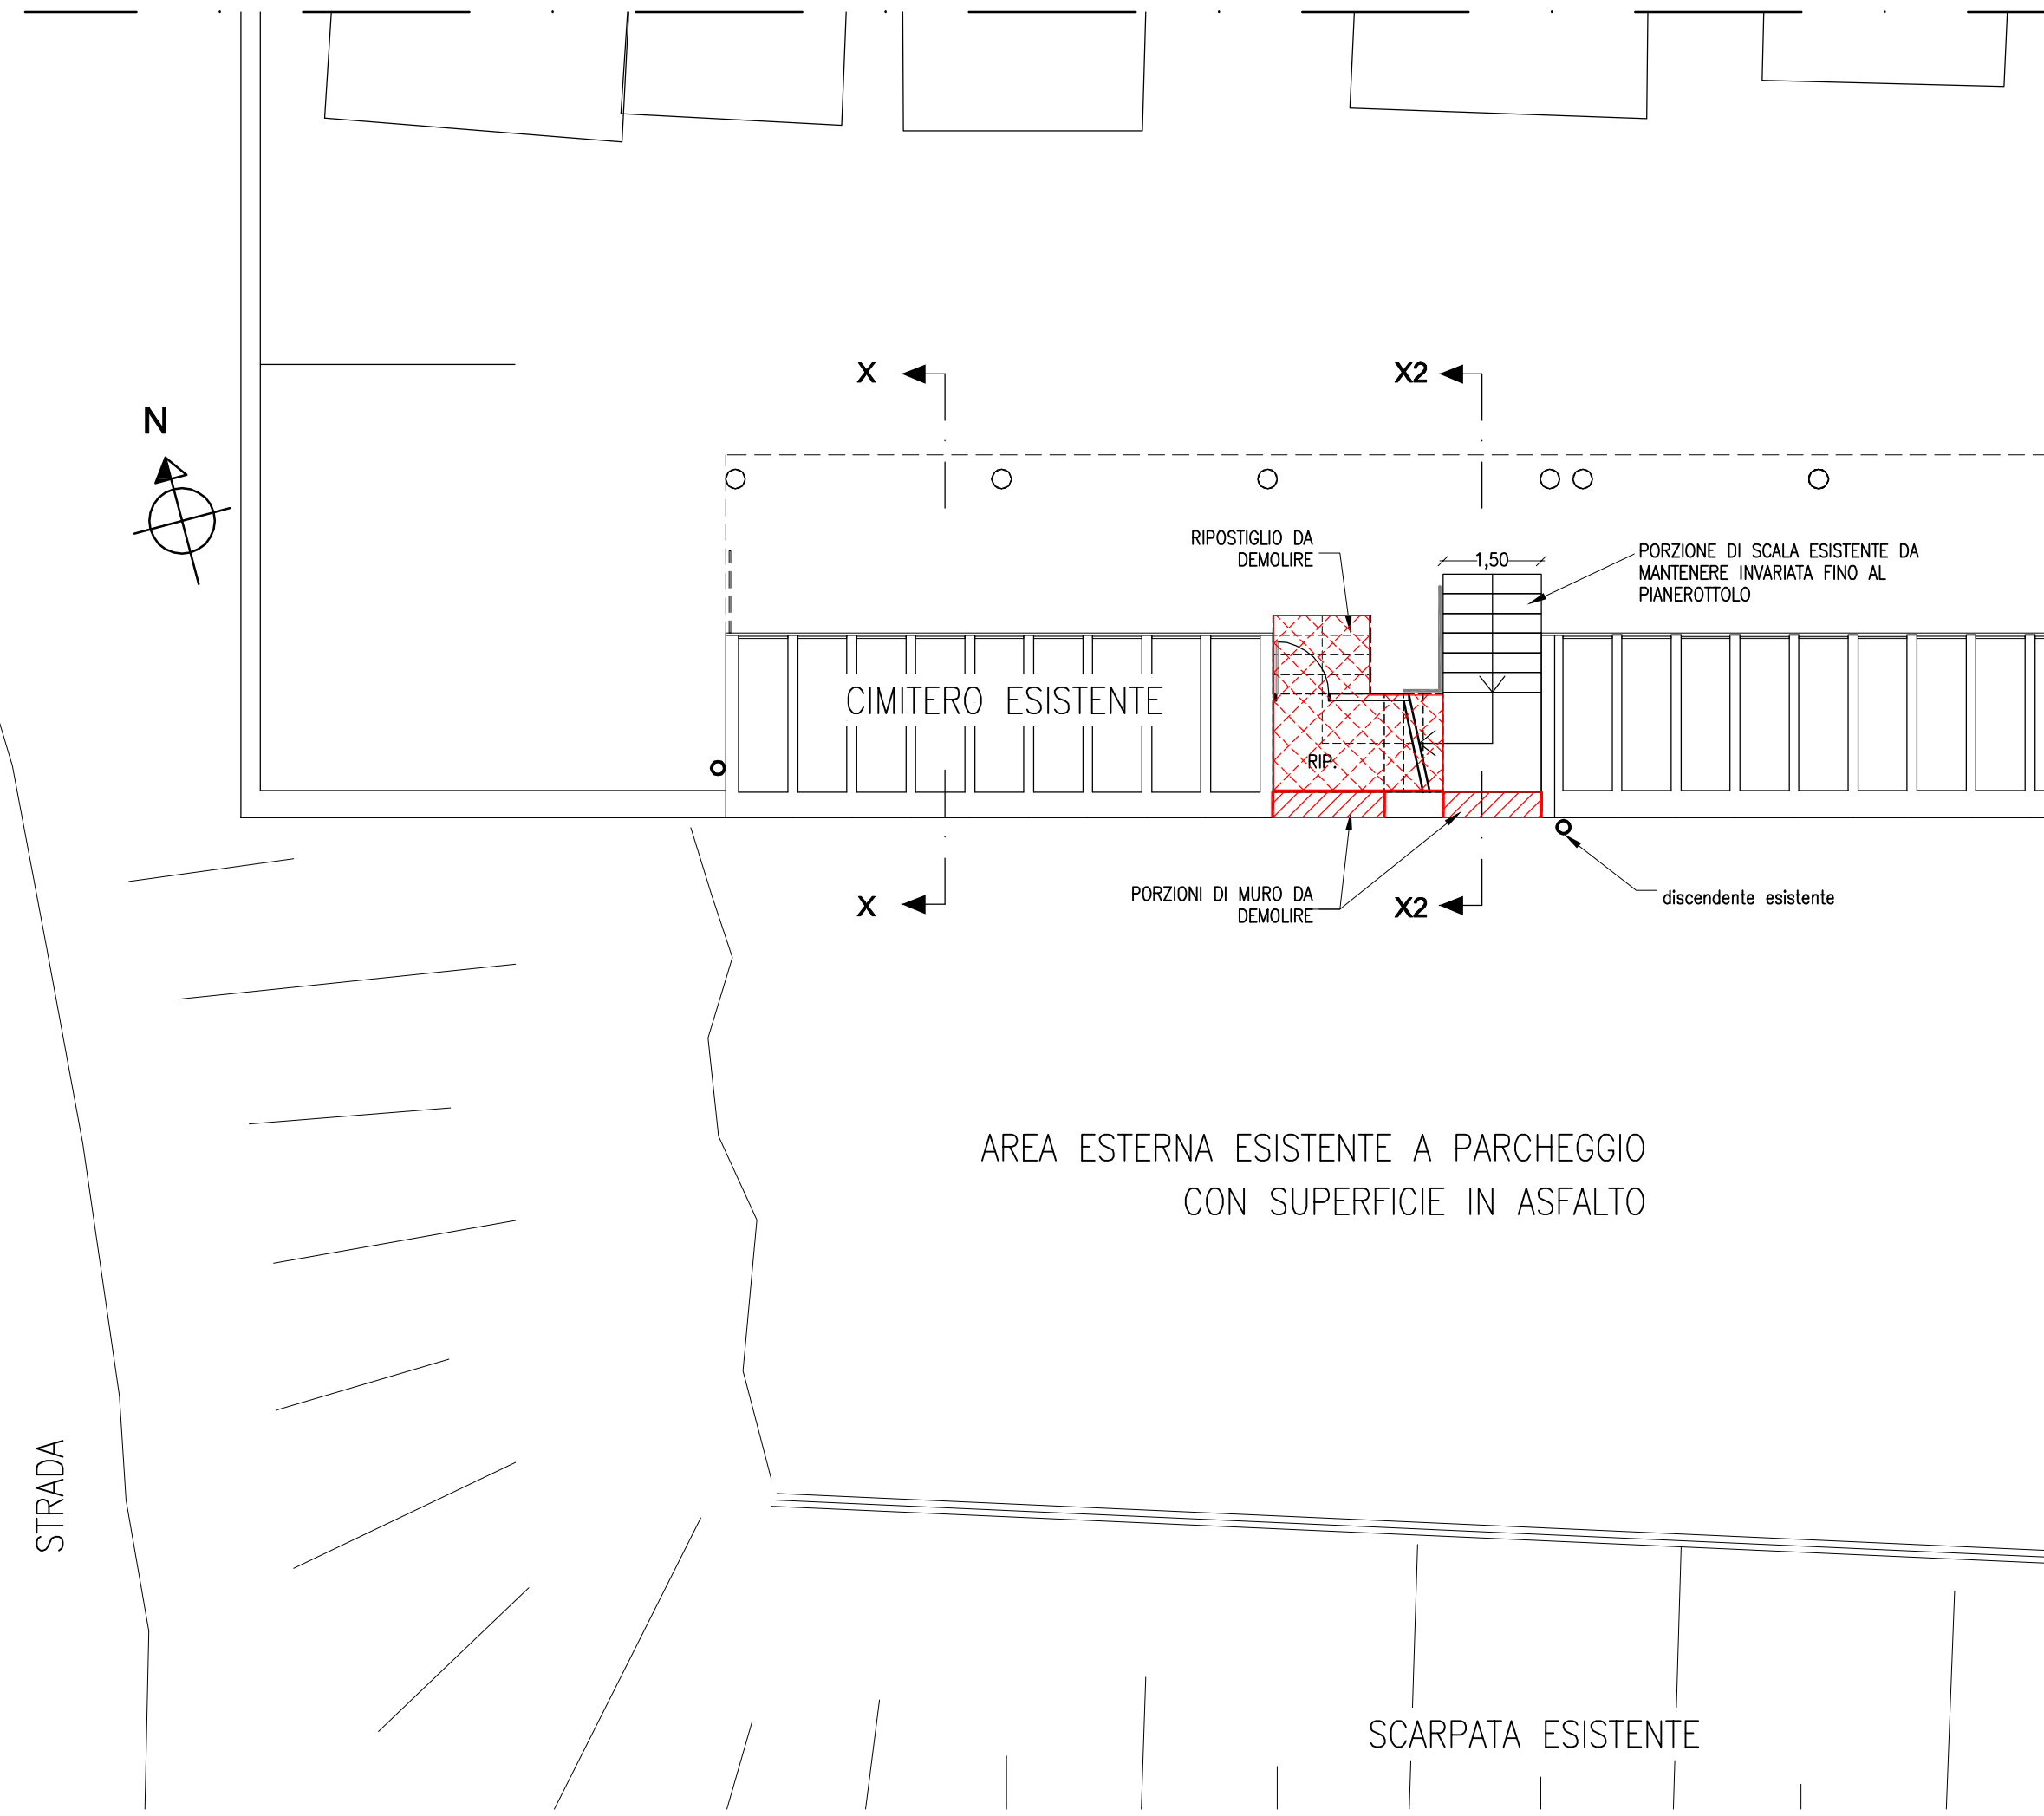 X
X2
N
RIPOSTIGLIO DA
DEMOLIRE
1,50
PORZIONE DI SCALA ESISTENTE DA
MANTENERE INVARIATA FINO AL
PIANEROTTOLO
CIMITERO ESISTENTE
RIP.
PORZIONI DI MURO DA
DEMOLIRE
X
X2
discendente esistente
AREA ESTERNA ESISTENTE A PARCHEGGIO
CON SUPERFICIE IN ASFALTO
STRADA
SCARPATA ESISTENTE